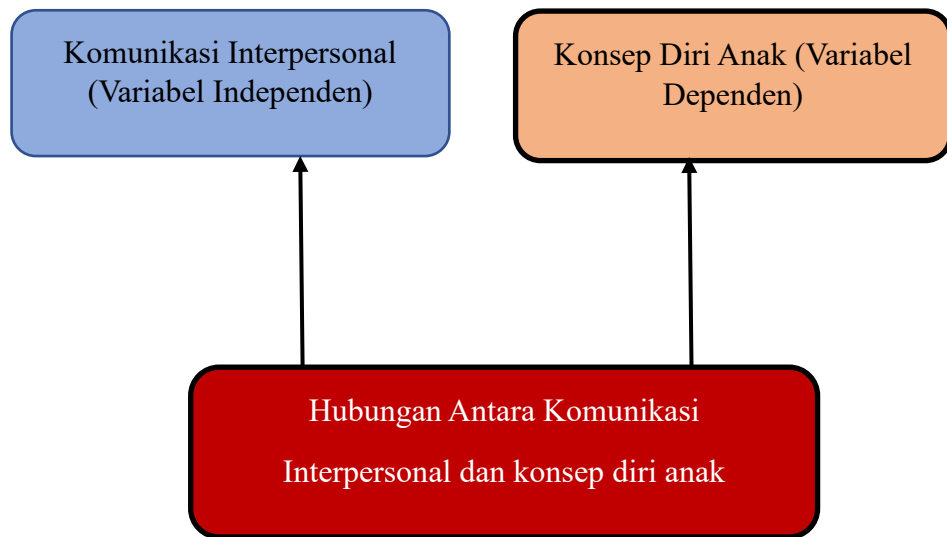 Komunikasi Interpersonal
(Variabel Independen)
Konsep Diri Anak (Variabel
Dependen)
Hubungan Antara Komunikasi
Interpersonal dan konsep diri anak